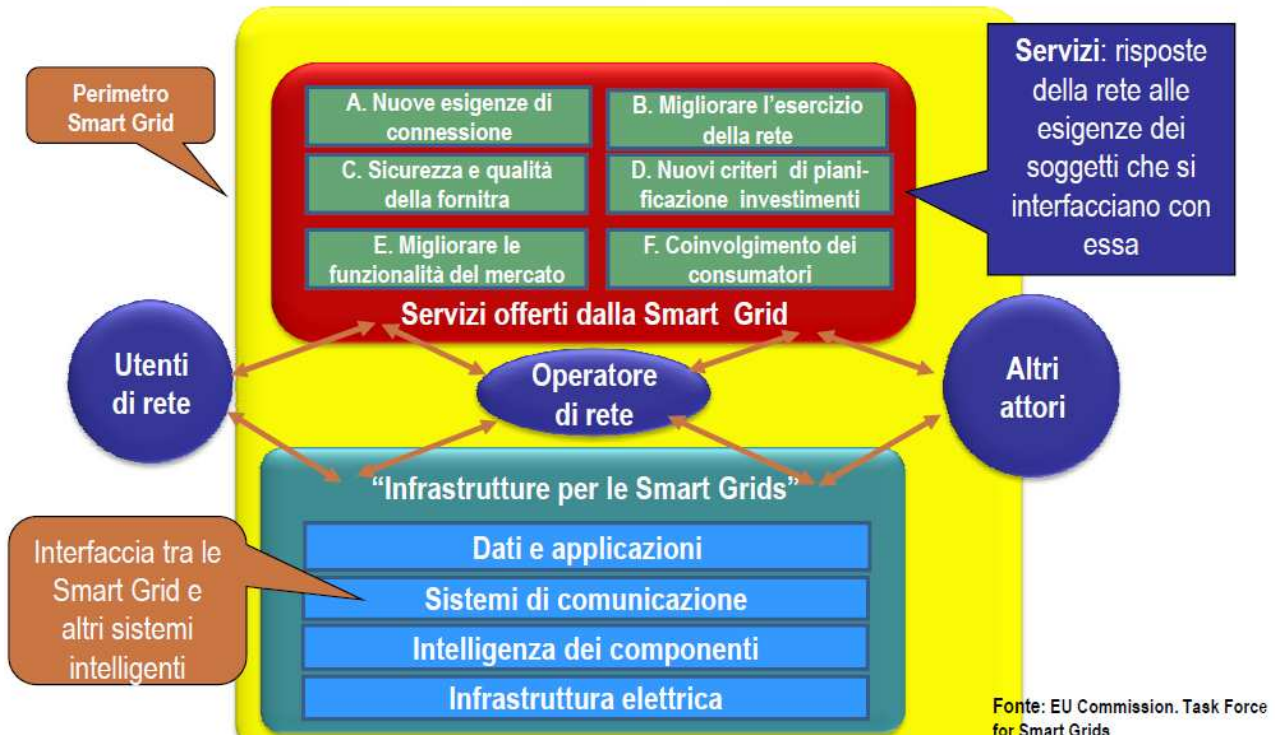 Perimetro
Smart Grid
A. Nuove esigenze di
connessione
B. Migliorare l'esercizio
della rete
C. Sicurezza e qualità
della fornitra
D. Nuovi criteri di piani-
ficazione investimenti
E. Migliorare le
funzionalità del mercato
F. Coinvolgimento dei
consumatori
Servizi offerti dalla Smart Grid
Servizi: risposte
della rete alle
esigenze dei
soggetti che si
interfacciano con
essa
Utenti
di rete
Operatore
di rete
Altri
attori
"Infrastrutture per le Smart Grids"
Dati e applicazioni
Sistemi di comunicazione
Intelligenza dei componenti
Infrastruttura elettrica
Interfaccia tra le
Smart Grid e
altri sistemi
intelligenti
Fonte: EU Commission. Task Force
for Smart Grids